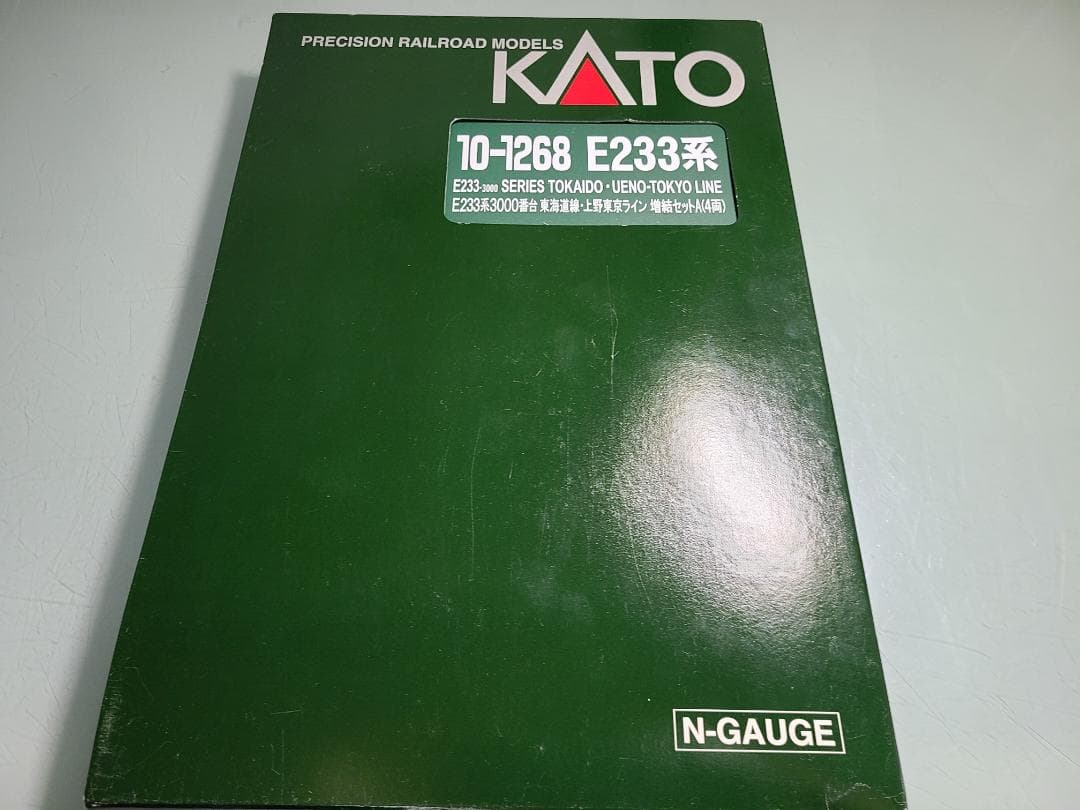 PRECISION RAILROAD MODELS
KATO
10-1268 E233系
E233-3000 SERIES TOKAIDO・UENO-TOKYO LINE
E233系3000番台 東海道線・上野東京ライン 増結セットA(4両)
N-GAUGE